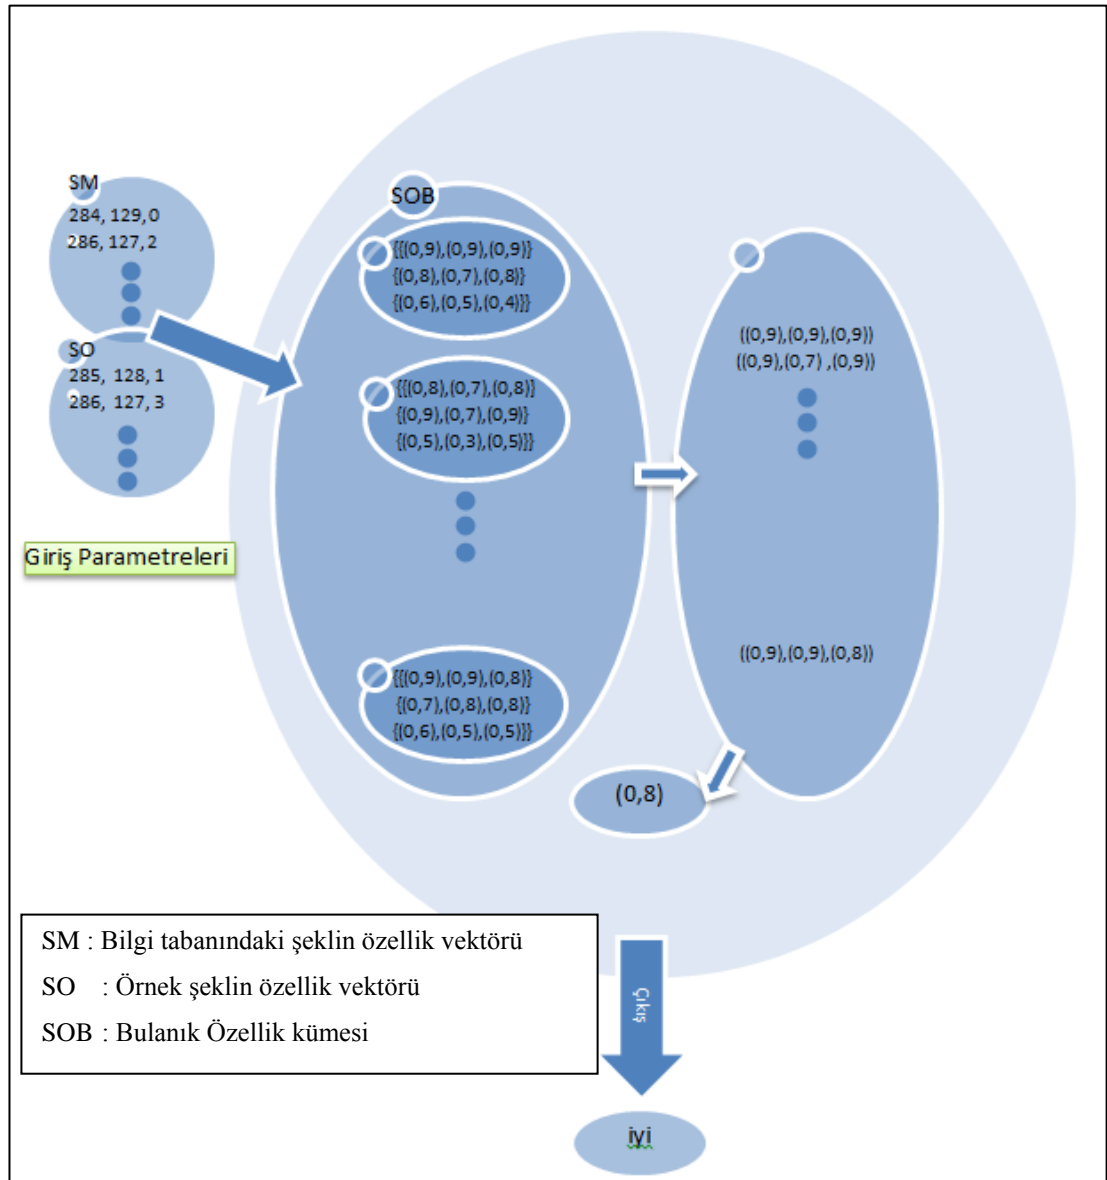 SM
284, 129, 0
286, 127, 2
SO
285, 128, 1
286, 127, 3
Giriş Parametreleri
SOB
{{(0,9),(0,9),(0,9)}
{(0,8),(0,7),(0,8)}
{(0,6),(0,5),(0,4)}}
{{(0,8),(0,7),(0,8)}
{(0,9),(0,7),(0,9)}
{(0,5),(0,3),(0,5)}}
{{(0,9),(0,9),(0,8)}
{(0,7),(0,8),(0,8)}
{(0,6),(0,5),(0,5)}}
((0,9),(0,9),(0,9))
((0,9),(0,7) ,(0,9))
((0,9),(0,9),(0,8))
(0,8)
SM : Bilgi tabanındaki şeklin özellik vektörü
SO : Örnek şeklin özellik vektörü
SOB : Bulanık Özellik kümesi
Çıkış
iyi